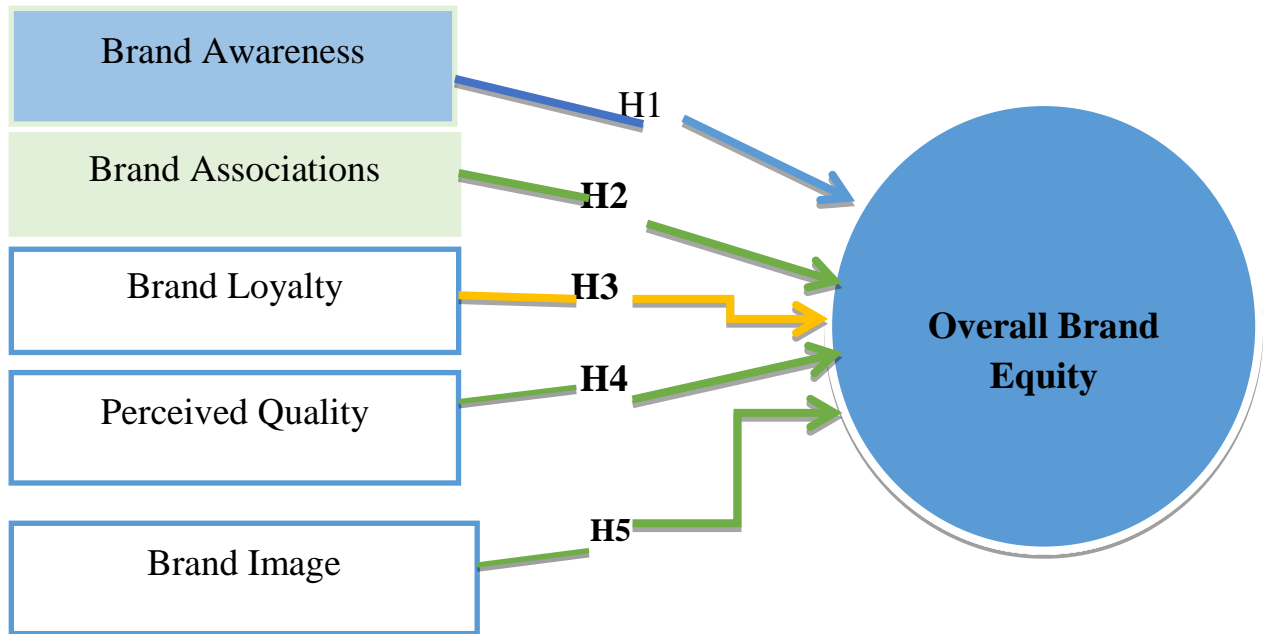 Brand Awareness
H1
Brand Associations
H2
Brand Loyalty
H3
Perceived Quality
H4
Brand Image
H5
Overall Brand
Equity